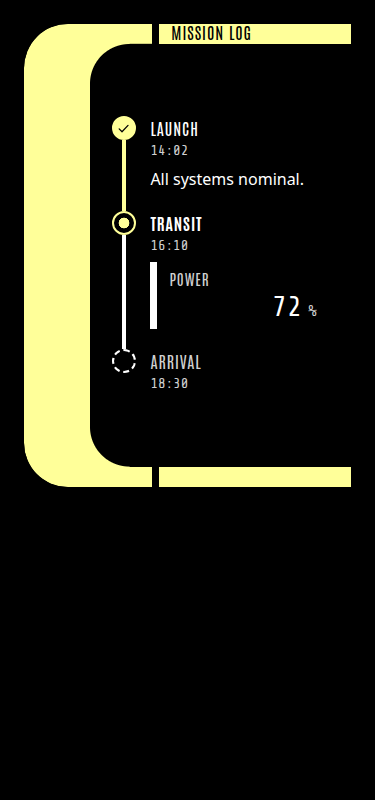 MISSION LOG
LAUNCH
14:02
All systems nominal.
TRANSIT
16:10
POWER
72 %
ARRIVAL
18:30